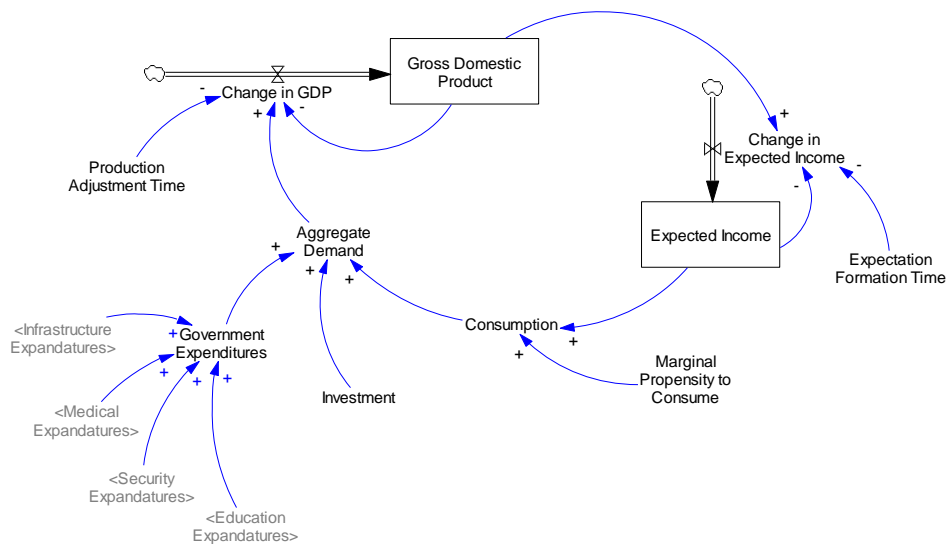 Gross Domestic
Product
-
Change in GDP
+
-
Production
Adjustment Time
+
Change in
Expected Income
-
-
Expected Income
Expectation
Formation Time
Aggregate
Demand
+
+
+
Consumption
+
+
Marginal
Propensity to
Consume
Investment
<Infrastructure
Expandatures>
+
Government
Expenditures
+
+
+
<Medical
Expandatures>
<Security
Expandatures>
<Education
Expandatures>